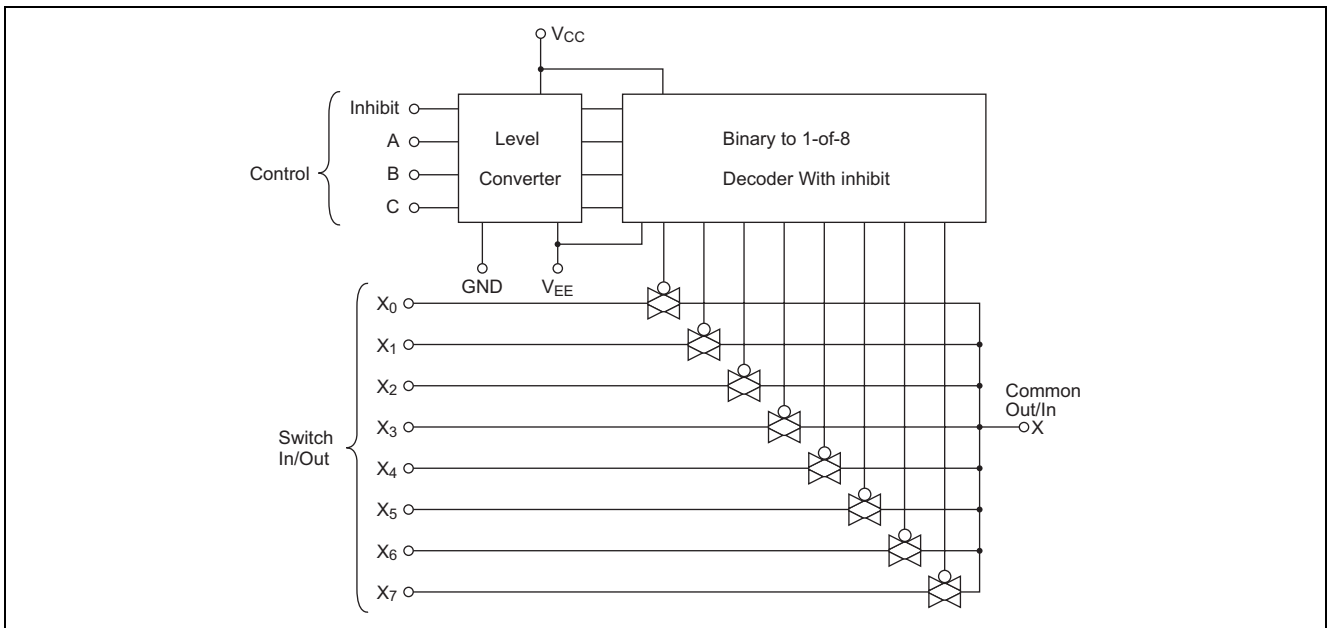 VCC
Inhibit
A
B
C
Control
Level
Converter
Binary to 1-of-8
Decoder With inhibit
GND
VEE
X0
X1
X2
X3
X4
X5
X6
X7
Switch
In/Out
Common
Out/In
X